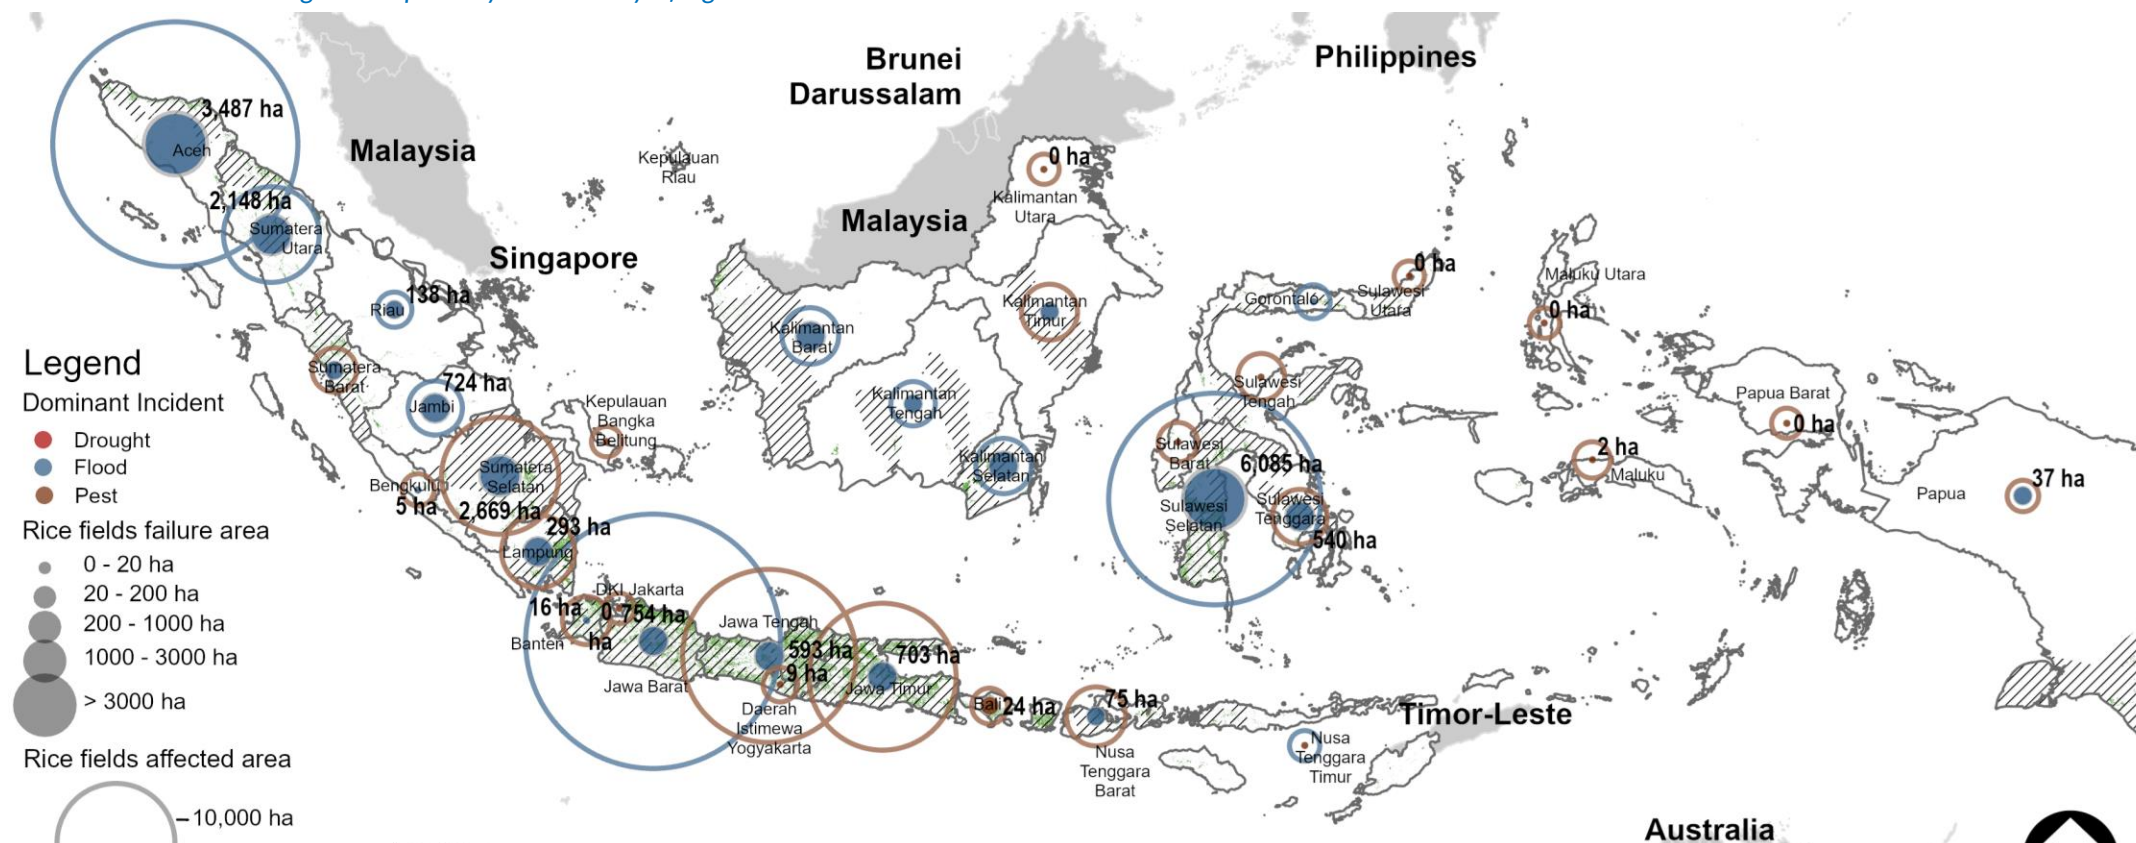 Brunei
Darussalam
Philippines
3,487 ha
Aceh
Malaysia
Kepulauan
Riau
0 ha
Kalimantan
Utara
2,148 ha
Sumatera
Utara
Malaysia
Singapore
0 ha
Sulawesi
Utara
Gorontalo
Maluku Utara
0 ha
138 ha
Riau
Kalimantan
Timur
Kalimantan
Barat
Sumatera
Barat
724 ha
Jambi
Kalimantan
Tengah
Sulawesi
Tengah
Papua Barat
0 ha
Kepulauan
Bangka
Belitung
Sulawesi
Barat
Kalimantan
Selatan
6,085 ha
2 ha
Maluku
Sumatera
Selatan
2,669 ha
Bengkulu
5 ha
Sulawesi
Selatan
Sulawesi
Tenggara
540 ha
37 ha
Papua
293 ha
Lampung
DKI Jakarta
16 ha
0
ha
754 ha
Banten
Jawa Barat
Jawa Tengah
593 ha
9 ha
Daerah
Istimewa
Yogyakarta
703 ha
Jawa Timur
Bali
24 ha
75 ha
Nusa
Tenggara
Barat
Nusa
Tenggara
Timur
Timor-Leste
Australia
Legend
Dominant Incident
Drought
Flood
Pest
Rice fields failure area
0 - 20 ha
20 - 200 ha
200 - 1000 ha
1000 - 3000 ha
> 3000 ha
Rice fields affected area
10,000 ha